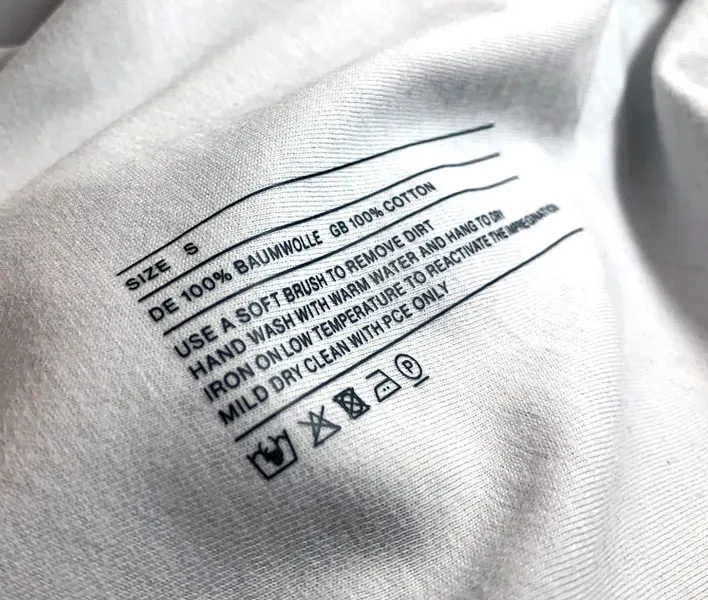 SIZE S
DE 100% BAUMWOLLE GB 100% COTTON
USE A SOFT BRUSH TO REMOVE DIRT
HAND WASH WITH WARM WATER AND HANG TO DRY
IRON ON LOW TEMPERATURE TO REACTIVATE THE IMPREGNATION
MILD DRY CLEAN WITH PCE ONLY
P